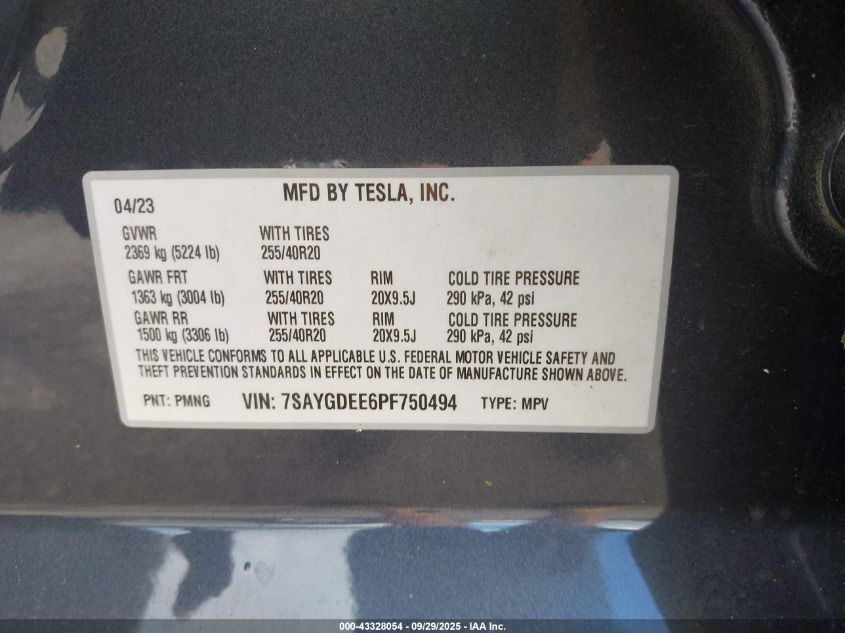 MFD BY TESLA, INC.
04/23
GVWR WITH TIRES
2369 kg (5224 lb) 255/40R20
GAWR FRT WITH TIRES RIM COLD TIRE PRESSURE
1363 kg (3004 lb) 255/40R20 20X9.5J 290 kPa, 42 psi
GAWR RR WITH TIRES RIM COLD TIRE PRESSURE
1500 kg (3306 lb) 255/40R20 20X9.5J 290 kPa, 42 psi
THIS VEHICLE CONFORMS TO ALL APPLICABLE U.S. FEDERAL MOTOR VEHICLE SAFETY AND
THEFT PREVENTION STANDARDS IN EFFECT ON THE DATE OF MANUFACTURE SHOWN ABOVE.
PNT: PMNG VIN: 7SAYGDEE6PF750494 TYPE: MPV
000-43328054 - 09/29/2025 - IAA Inc.